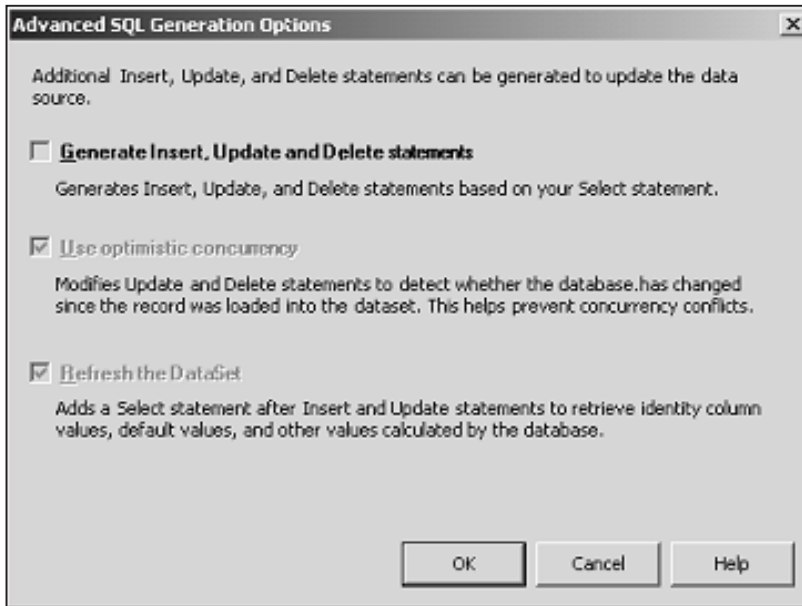 Advanced SQL Generation Options
Additional Insert, Update, and Delete statements can be generated to update the data
source.
Generate Insert, Update and Delete statements
Generates Insert, Update, and Delete statements based on your Select statement.
Use optimistic concurrency
Modifies Update and Delete statements to detect whether the database.has changed
since the record was loaded into the dataset. This helps prevent concurrency conflicts.
Refresh the DataSet
Adds a Select statement after Insert and Update statements to retrieve identity column
values, default values, and other values calculated by the database.
OK
Cancel
Help